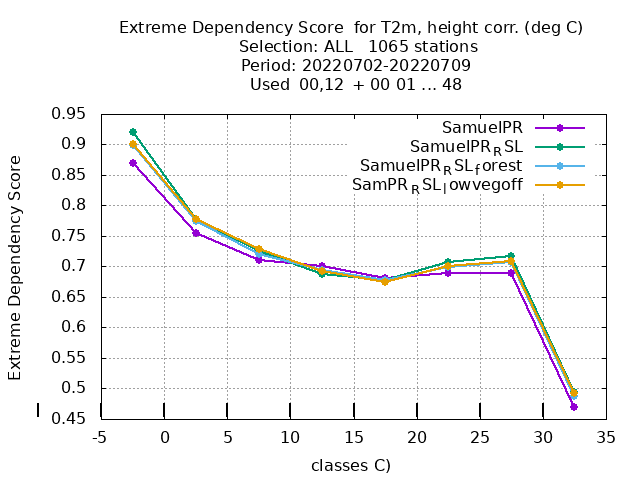 Extreme Dependency Score  for T2m, height corr. (deg C)
Selection: ALL   1065 stations
Period: 20220702-20220709
Used  00,12  + 00 01 ... 48
SamuelPR
SamuelPR_RSL
SamuelPR_RSL_forest
SamPR_RSL_lowvegoff
Extreme Dependency Score
0.95
0.9
0.85
0.8
0.75
0.7
0.65
0.6
0.55
0.5
0.45
-5 0 5 10 15 20 25 30 35
classes C)